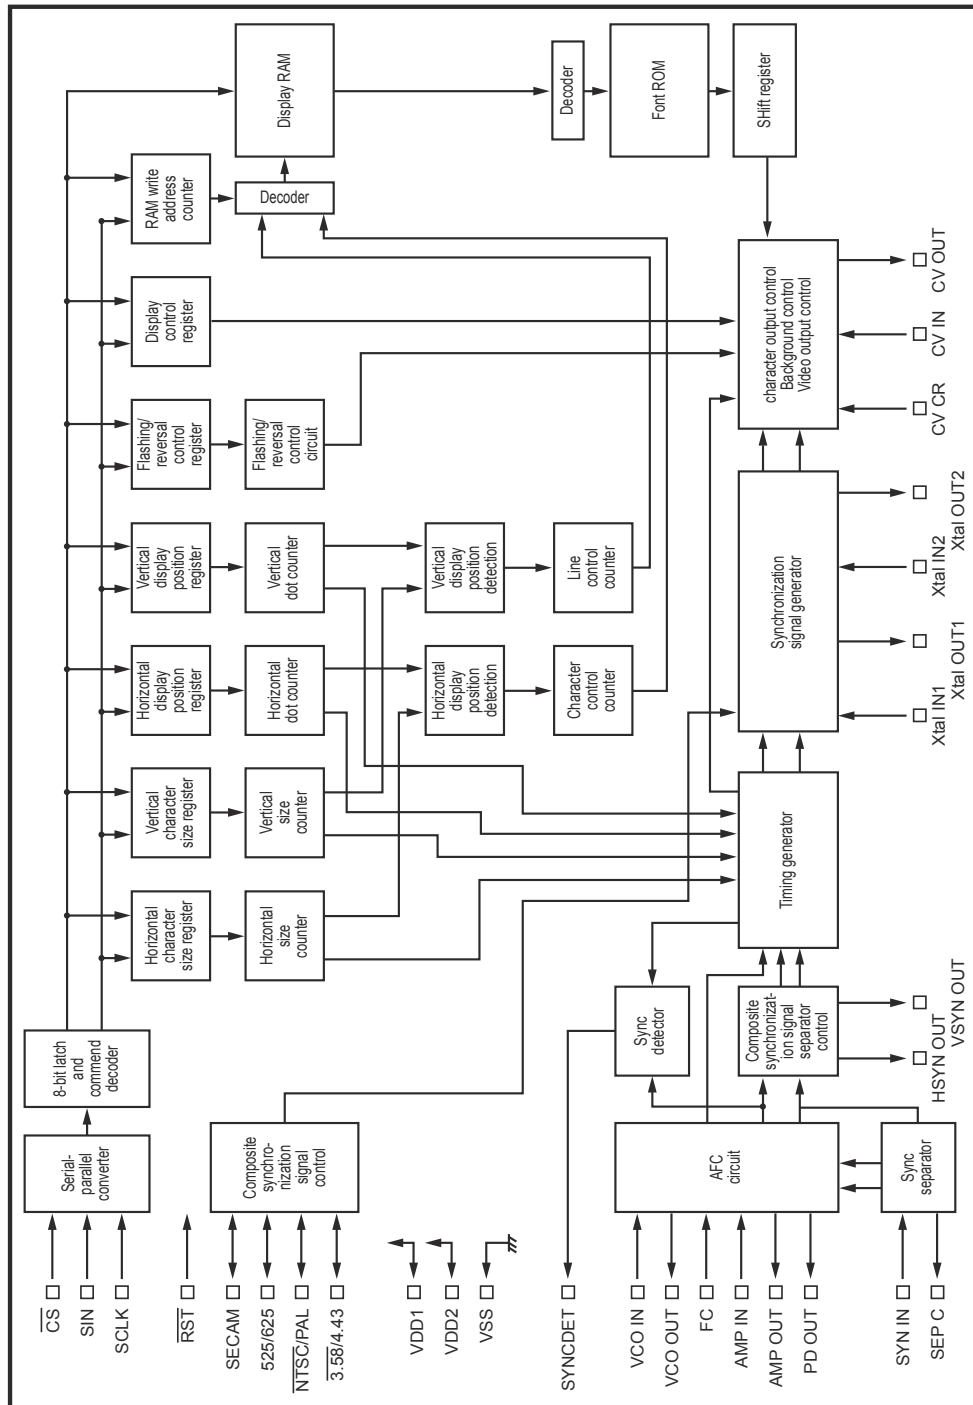 Display RAM
Decoder
Font ROM
SHift register
RAM write
address
counter
Decoder
Display
control
register
character output control
Background control
Video output control
CV OUT
CV IN
CV CR
Flashing/
reversal
control
register
Flashing/
reversal
control
circuit
Vertical
display
position
register
Vertical
dot counter
Vertical
display
position
detection
Line
control
counter
Synchronization
signal generator
Xtal OUT2
Xtal IN2
Xtal OUT1
Xtal IN1
Horizontal
display
position
register
Horizontal
dot counter
Horizontal
display
position
detection
Character
control
counter
Vertical
character
size register
Vertical
size
counter
Timing generator
Horizontal
character
size register
Horizontal
size
counter
8-bit latch
and
commend
decoder
Sync
detector
Composite
synchronizat-
ion signal
separator
control
VSYN OUT
HSYN OUT
Serial-
parallel
converter
Composite
synchro-
nization
signal
control
AFC
circuit
Sync
separator
CS
SIN
SCLK
RST
SECAM
525/625
NTSC/PAL
3.58/4.43
VDD1
VDD2
VSS
SYNCDET
VCO IN
VCO OUT
FC
AMP IN
AMP OUT
PD OUT
SYN IN
SEP C